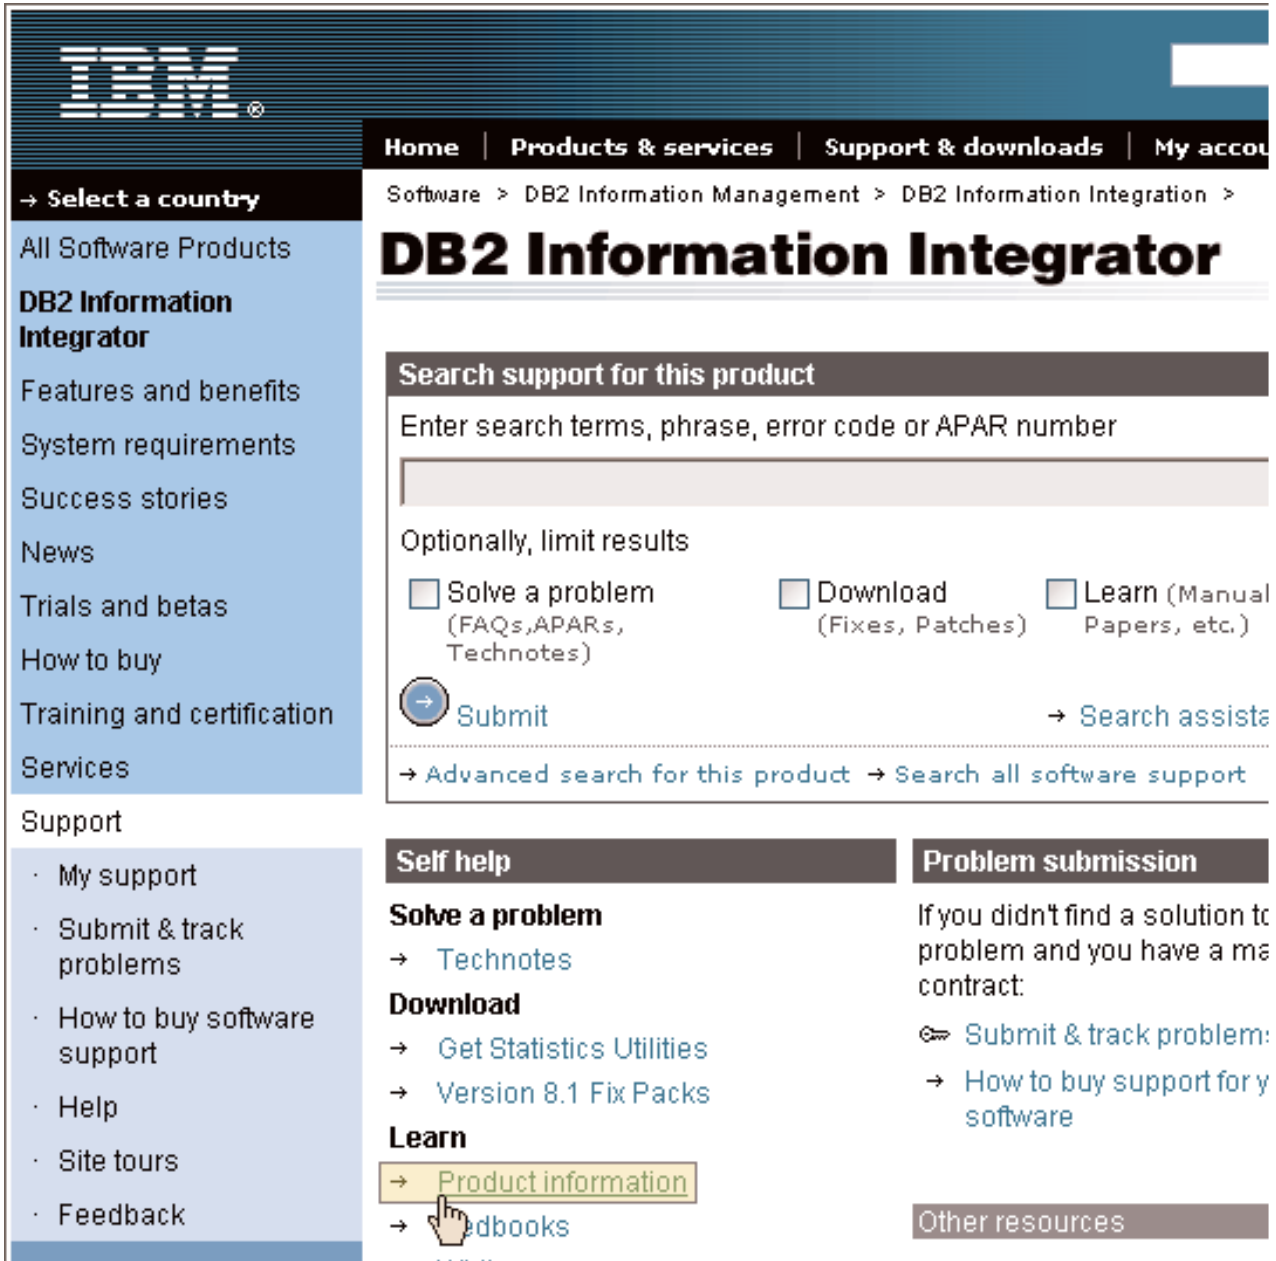 IBM®
Home | Products & services | Support & downloads | My accou
→ Select a country
Software > DB2 Information Management > DB2 Information Integration >
DB2 Information Integrator
All Software Products
DB2 Information
Integrator
Features and benefits
System requirements
Success stories
News
Trials and betas
How to buy
Training and certification
Services
Support
· My support
· Submit & track
problems
· How to buy software
support
· Help
· Site tours
· Feedback
Search support for this product
Enter search terms, phrase, error code or APAR number
Optionally, limit results
Solve a problem
(FAQs,APARs,
Technotes)
Download
(Fixes, Patches)
Learn (Manual
Papers, etc.)
Submit
→ Search assista
→ Advanced search for this product → Search all software support
Self help
Solve a problem
→ Technotes
Download
→ Get Statistics Utilities
→ Version 8.1 Fix Packs
Learn
→ Product information
→ edbooks
Problem submission
If you didn't find a solution to
problem and you have a ma
contract:
Submit & track problems
→ How to buy support for y
software
Other resources